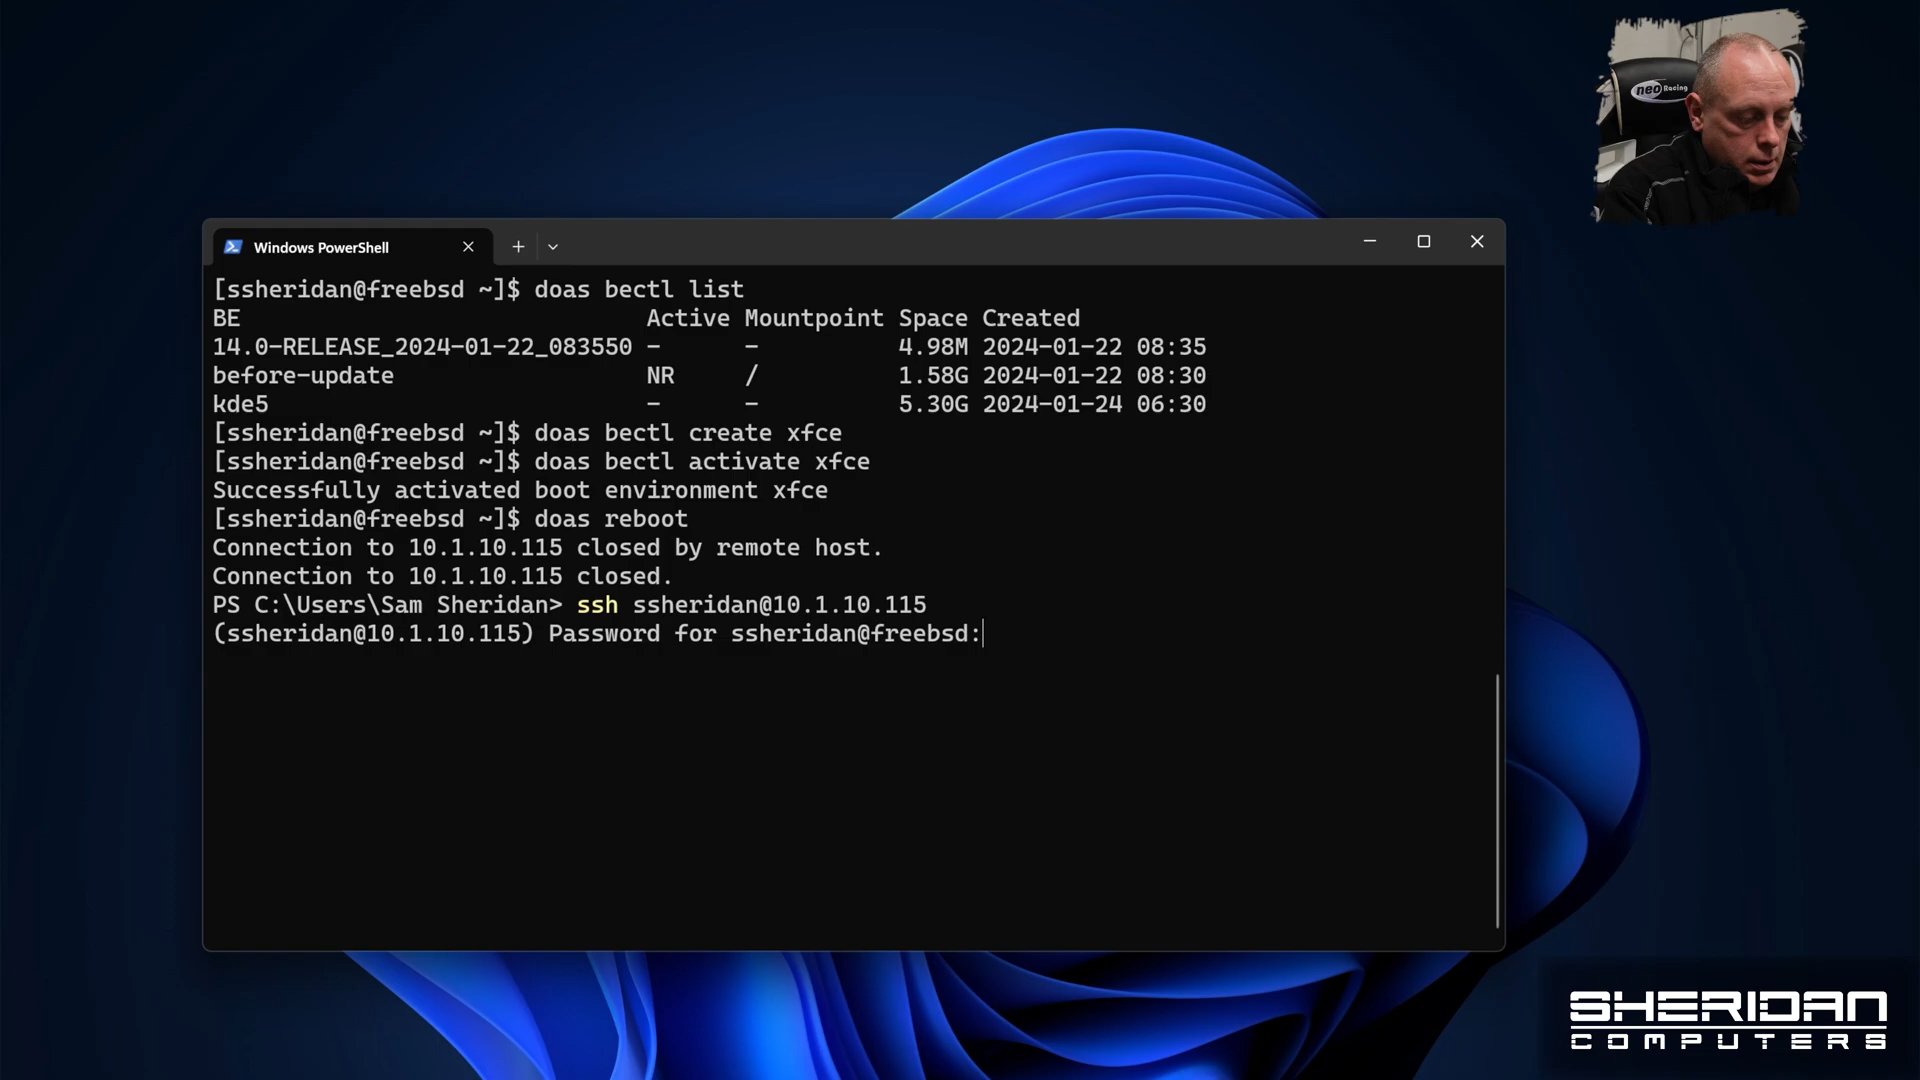 neo Racing
Windows PowerShell
[ssheridan@freebsd ~]$ doas bectl list
BE Active Mountpoint Space Created
14.0-RELEASE_2024-01-22_083550 - - 4.98M 2024-01-22 08:35
before-update NR / 1.58G 2024-01-22 08:30
kde5 - - 5.30G 2024-01-24 06:30
[ssheridan@freebsd ~]$ doas bectl create xfce
[ssheridan@freebsd ~]$ doas bectl activate xfce
Successfully activated boot environment xfce
[ssheridan@freebsd ~]$ doas reboot
Connection to 10.1.10.115 closed by remote host.
Connection to 10.1.10.115 closed.
PS C:\Users\Sam Sheridan> ssh ssheridan@10.1.10.115
(ssheridan@10.1.10.115) Password for ssheridan@freebsd:
SHERIDAN
COMPUTERS